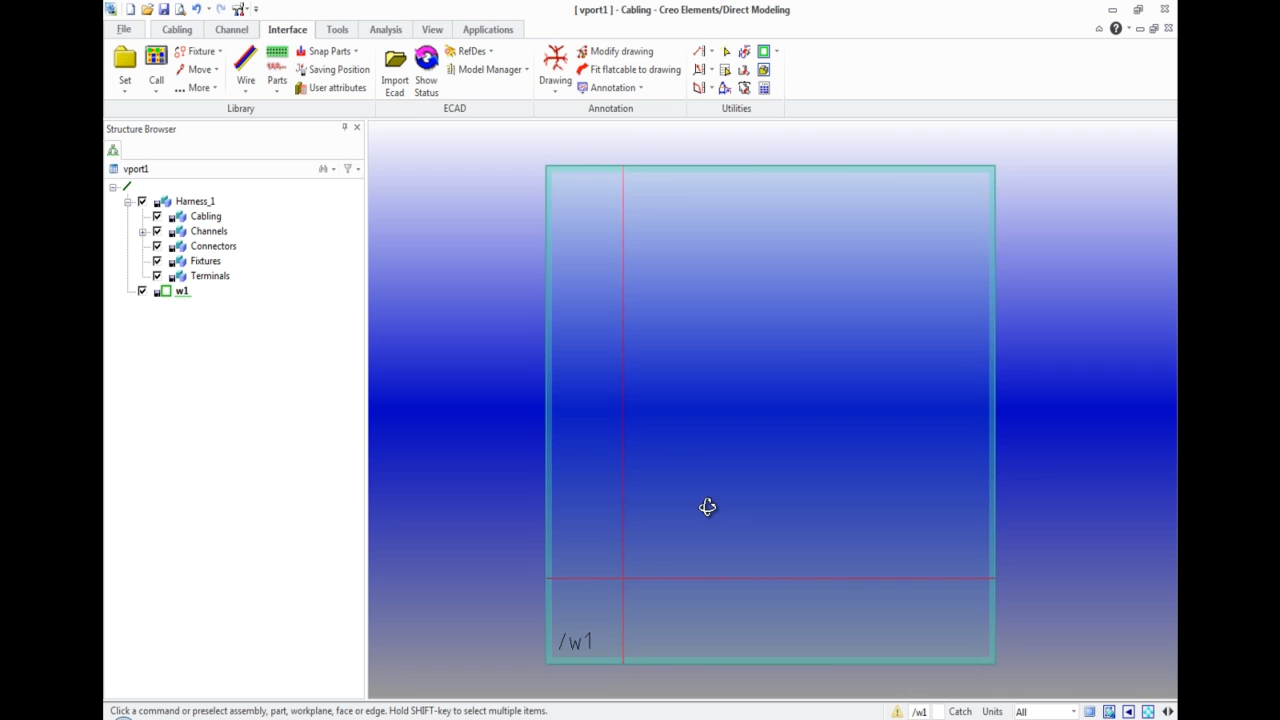 [ vport1 ] - Cabling - Creo Elements/Direct Modeling
File Cabling Channel Interface Tools Analysis View Applications
Set
Call
Fixture
Move
... More
Wire
Parts
Snap Parts
Saving Position
User attributes
Library
Import Ecad
Show Status
RefDes
Model Manager
ECAD
Drawing
Modify drawing
Fit flatcable to drawing
Annotation
Annotation
Utilities
Structure Browser
vport1
Harness_1
Cabling
Channels
Connectors
Fixtures
Terminals
w1
/w1
Click a command or preselect assembly, part, workplane, face or edge. Hold SHIFT-key to select multiple items.
/w1 Catch Units All